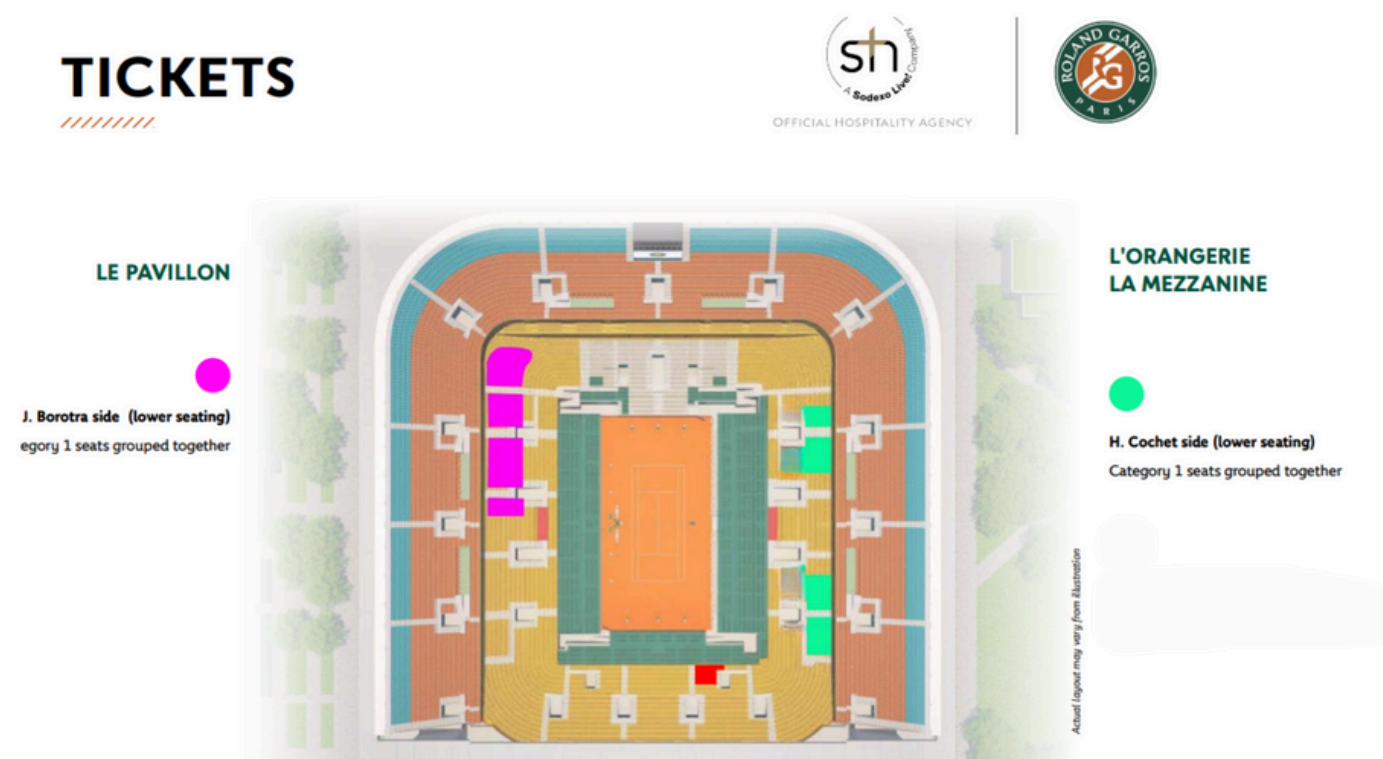 TICKETS
sth
A Sodexo Live! Company
OFFICIAL HOSPITALITY AGENCY
ROLAND GARROS
RG
PARIS
LE PAVILLON
J. Borotra side (lower seating)
egory 1 seats grouped together
L'ORANGERIE
LA MEZZANINE
H. Cochet side (lower seating)
Category 1 seats grouped together
Actual layout may vary from illustration